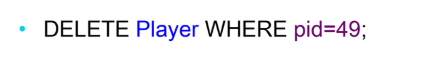 • DELETE Player WHERE pid=49;